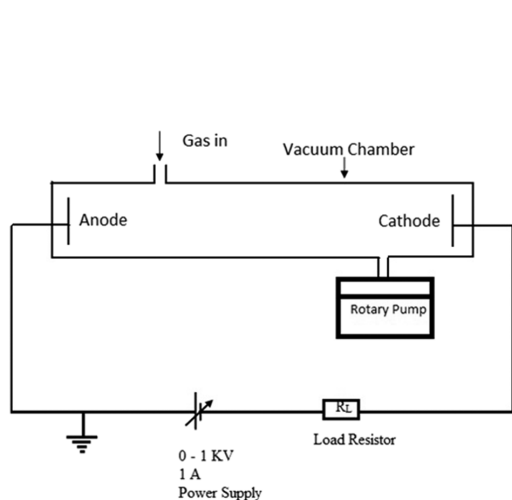 Gas in
Vacuum Chamber
Anode
Cathode
Rotary Pump
RL
Load Resistor
0 - 1 KV
1 A
Power Supply